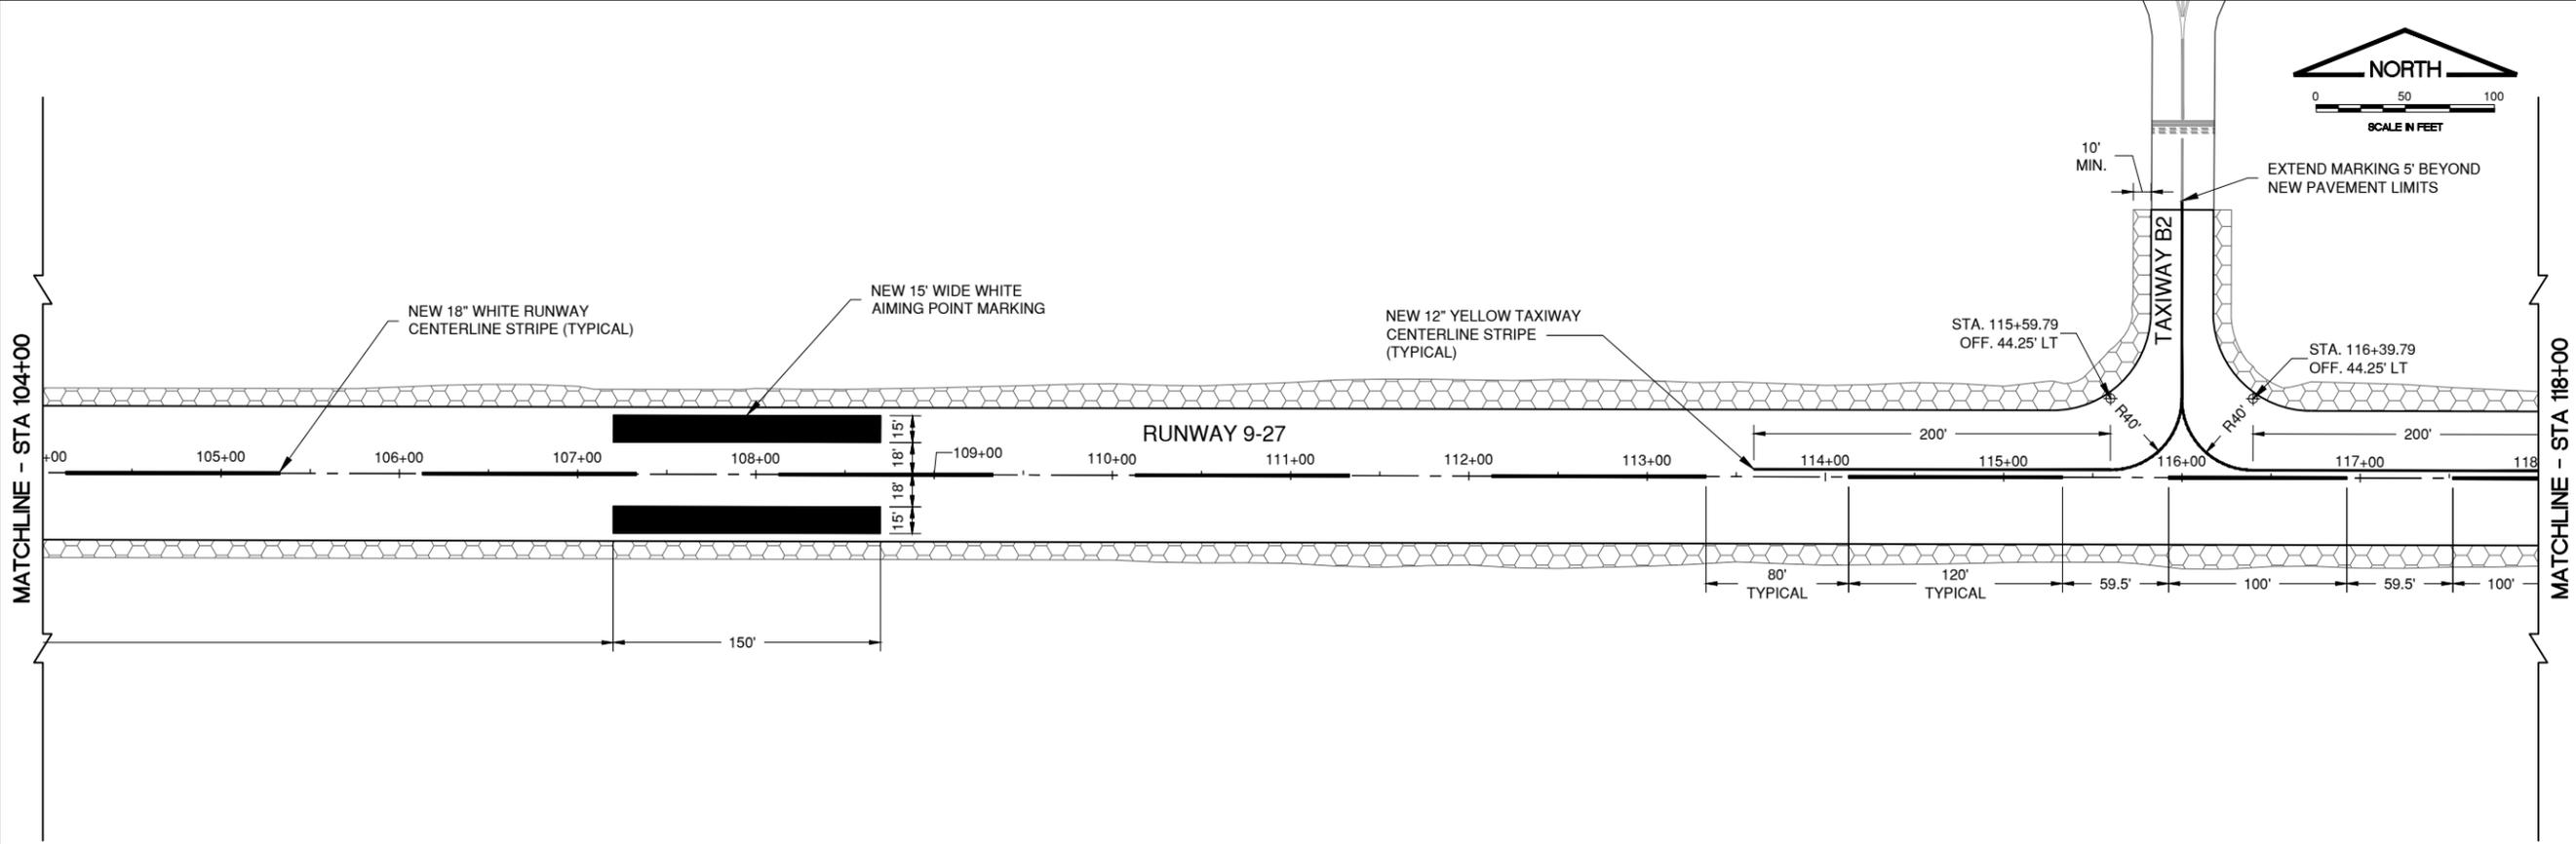 NORTH
0 50 100
SCALE IN FEET
10'
MIN.
EXTEND MARKING 5' BEYOND
NEW PAVEMENT LIMITS
TAXIWAY B2
NEW 18" WHITE RUNWAY
CENTERLINE STRIPE (TYPICAL)
NEW 15' WIDE WHITE
AIMING POINT MARKING
NEW 12" YELLOW TAXIWAY
CENTERLINE STRIPE
(TYPICAL)
STA. 115+59.79
OFF. 44.25' LT
STA. 116+39.79
OFF. 44.25' LT
MATCHLINE - STA 104+00
MATCHLINE - STA 118+00
R40'
R40'
15'
18'
18'
15'
RUNWAY 9-27
200'
200'
+00 105+00 106+00 107+00 108+00 109+00 110+00 111+00 112+00 113+00 114+00 115+00 116+00 117+00 118
80'
TYPICAL
120'
TYPICAL
59.5'
100'
59.5'
100'
150'